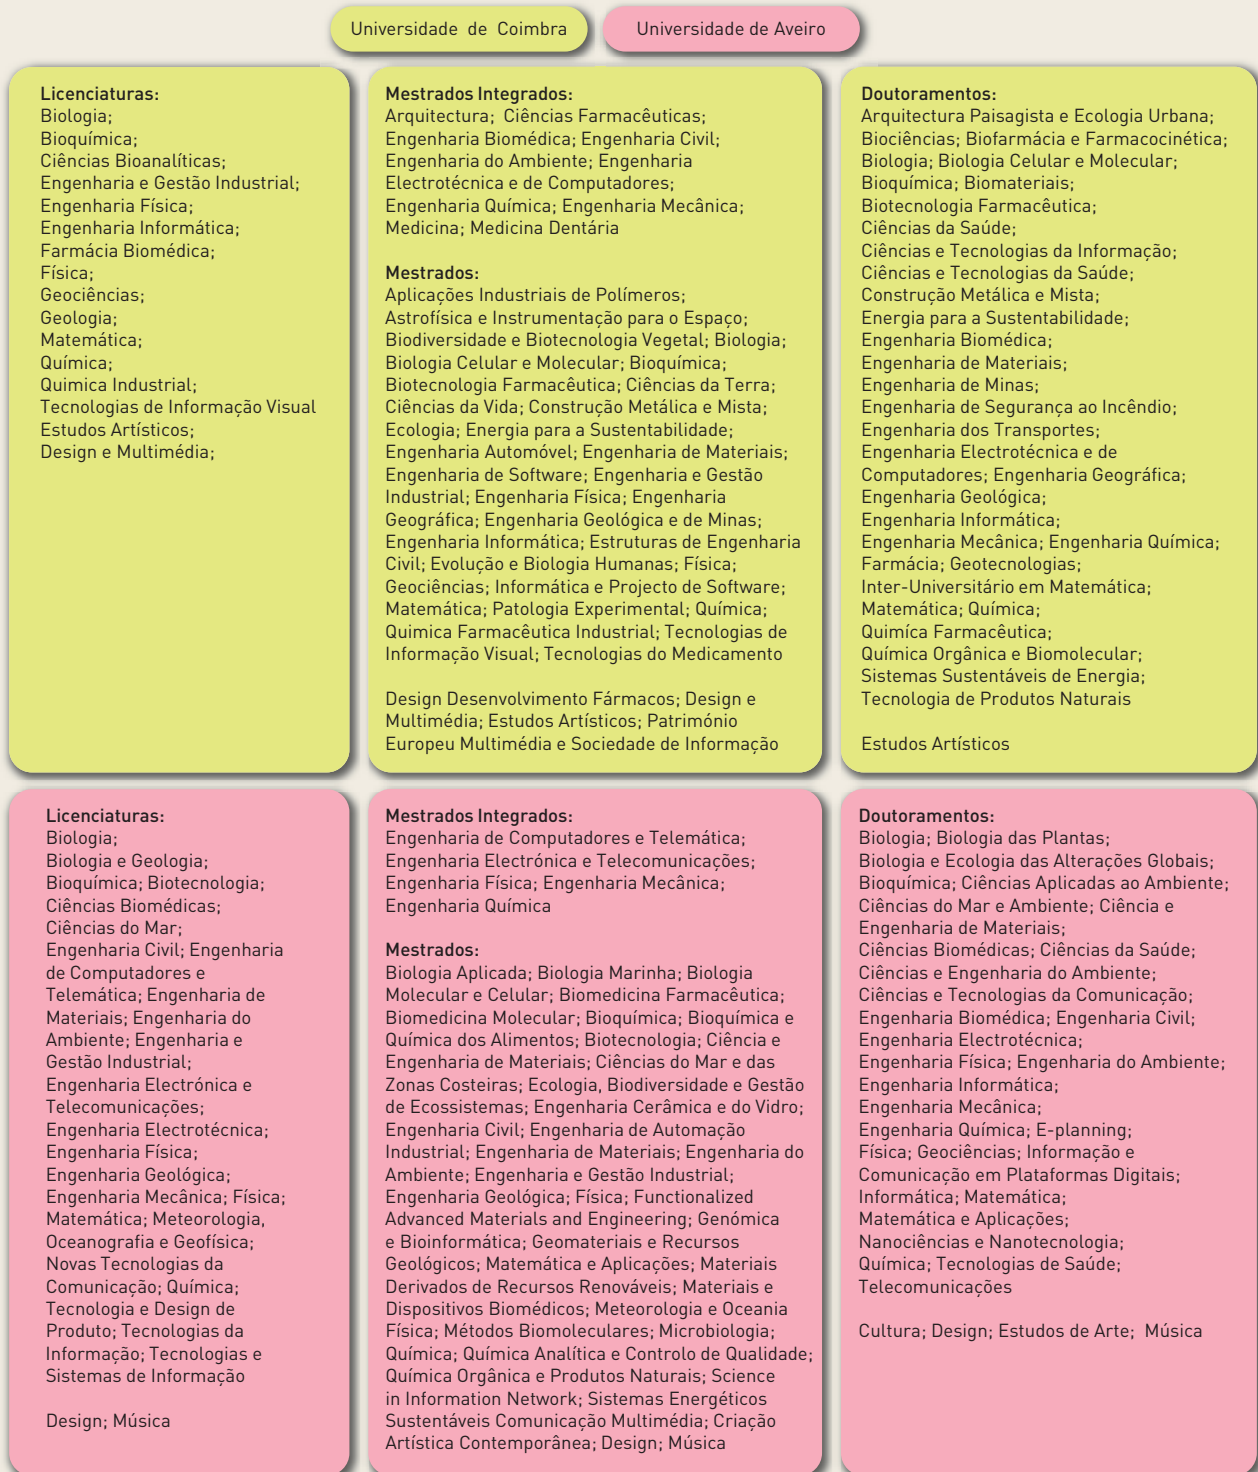 Universidade de Coimbra
Universidade de Aveiro
Licenciaturas:
Biologia;
Bioquímica;
Ciências Bioanalíticas;
Engenharia e Gestão Industrial;
Engenharia Física;
Engenharia Informática;
Farmácia Biomédica;
Física;
Geociências;
Geologia;
Matemática;
Química;
Quimica Industrial;
Tecnologias de Informação Visual
Estudos Artísticos;
Design e Multimédia;
Mestrados Integrados:
Arquitectura; Ciências Farmacêuticas;
Engenharia Biomédica; Engenharia Civil;
Engenharia do Ambiente; Engenharia
Electrotécnica e de Computadores;
Engenharia Química; Engenharia Mecânica;
Medicina; Medicina Dentária
Mestrados:
Aplicações Industriais de Polímeros;
Astrofísica e Instrumentação para o Espaço;
Biodiversidade e Biotecnologia Vegetal; Biologia;
Biologia Celular e Molecular; Bioquímica;
Biotecnologia Farmacêutica; Ciências da Terra;
Ciências da Vida; Construção Metálica e Mista;
Ecologia; Energia para a Sustentabilidade;
Engenharia Automóvel; Engenharia de Materiais;
Engenharia de Software; Engenharia e Gestão
Industrial; Engenharia Física; Engenharia
Geográfica; Engenharia Geológica e de Minas;
Engenharia Informática; Estruturas de Engenharia
Civil; Evolução e Biologia Humanas; Física;
Geociências; Informática e Projecto de Software;
Matemática; Patologia Experimental; Química;
Quimica Farmacêutica Industrial; Tecnologias de
Informação Visual; Tecnologias do Medicamento
Design Desenvolvimento Fármacos; Design e
Multimédia; Estudos Artísticos; Património
Europeu Multimédia e Sociedade de Informação
Doutoramentos:
Arquitectura Paisagista e Ecologia Urbana;
Biociências; Biofarmácia e Farmacocinética;
Biologia; Biologia Celular e Molecular;
Bioquímica; Biomateriais;
Biotecnologia Farmacêutica;
Ciências da Saúde;
Ciências e Tecnologias da Informação;
Ciências e Tecnologias da Saúde;
Construção Metálica e Mista;
Energia para a Sustentabilidade;
Engenharia Biomédica;
Engenharia de Materiais;
Engenharia de Minas;
Engenharia de Segurança ao Incêndio;
Engenharia dos Transportes;
Engenharia Electrotécnica e de
Computadores; Engenharia Geográfica;
Engenharia Geológica;
Engenharia Informática;
Engenharia Mecânica; Engenharia Química;
Farmácia; Geotecnologias;
Inter-Universitário em Matemática;
Matemática; Química;
Quimíca Farmacêutica;
Química Orgânica e Biomolecular;
Sistemas Sustentáveis de Energia;
Tecnologia de Produtos Naturais
Estudos Artísticos
Licenciaturas:
Biologia;
Biologia e Geologia;
Bioquímica; Biotecnologia;
Ciências Biomédicas;
Ciências do Mar;
Engenharia Civil; Engenharia
de Computadores e
Telemática; Engenharia de
Materiais; Engenharia do
Ambiente; Engenharia e
Gestão Industrial;
Engenharia Electrónica e
Telecomunicações;
Engenharia Electrotécnica;
Engenharia Física;
Engenharia Geológica;
Engenharia Mecânica; Física;
Matemática; Meteorologia,
Oceanografia e Geofísica;
Novas Tecnologias da
Comunicação; Química;
Tecnologia e Design de
Produto; Tecnologias da
Informação; Tecnologias e
Sistemas de Informação
Design; Música
Mestrados Integrados:
Engenharia de Computadores e Telemática;
Engenharia Electrónica e Telecomunicações;
Engenharia Física; Engenharia Mecânica;
Engenharia Química
Mestrados:
Biologia Aplicada; Biologia Marinha; Biologia
Molecular e Celular; Biomedicina Farmacêutica;
Biomedicina Molecular; Bioquímica; Bioquímica e
Química dos Alimentos; Biotecnologia; Ciência e
Engenharia de Materiais; Ciências do Mar e das
Zonas Costeiras; Ecologia, Biodiversidade e Gestão
de Ecossistemas; Engenharia Cerâmica e do Vidro;
Engenharia Civil; Engenharia de Automação
Industrial; Engenharia de Materiais; Engenharia do
Ambiente; Engenharia e Gestão Industrial;
Engenharia Geológica; Física; Functionalized
Advanced Materials and Engineering; Genómica
e Bioinformática; Geomateriais e Recursos
Geológicos; Matemática e Aplicações; Materiais
Derivados de Recursos Renováveis; Materiais e
Dispositivos Biomédicos; Meteorologia e Oceania
Física; Métodos Biomoleculares; Microbiologia;
Química; Química Analítica e Controlo de Qualidade;
Química Orgânica e Produtos Naturais; Science
in Information Network; Sistemas Energéticos
Sustentáveis Comunicação Multimédia; Criação
Artística Contemporânea; Design; Música
Doutoramentos:
Biologia; Biologia das Plantas;
Biologia e Ecologia das Alterações Globais;
Bioquímica; Ciências Aplicadas ao Ambiente;
Ciências do Mar e Ambiente; Ciência e
Engenharia de Materiais;
Ciências Biomédicas; Ciências da Saúde;
Ciências e Engenharia do Ambiente;
Ciências e Tecnologias da Comunicação;
Engenharia Biomédica; Engenharia Civil;
Engenharia Electrotécnica;
Engenharia Física; Engenharia do Ambiente;
Engenharia Informática;
Engenharia Mecânica;
Engenharia Química; E-planning;
Física; Geociências; Informação e
Comunicação em Plataformas Digitais;
Informática; Matemática;
Matemática e Aplicações;
Nanociências e Nanotecnologia;
Química; Tecnologias de Saúde;
Telecomunicações
Cultura; Design; Estudos de Arte; Música